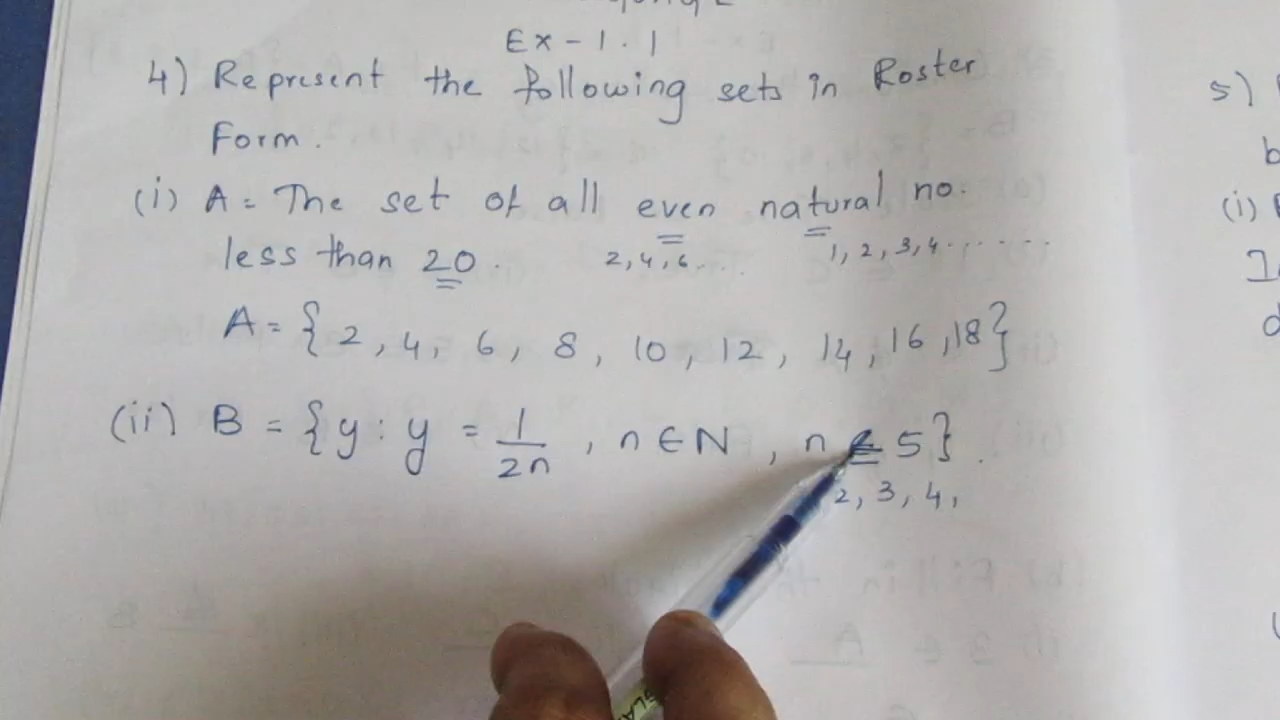 Ex - 1.1
4) Represent the following sets in Roster
Form.
(i) A = The set of all even natural no.
less than 20. 2, 4, 6.... 1, 2, 3, 4......
A = {2, 4, 6, 8, 10, 12, 14, 16, 18}
(ii) B = {y : y = 1/2n, n ∈ N, n ≤ 5}.
2, 3, 4,
5)
(i)